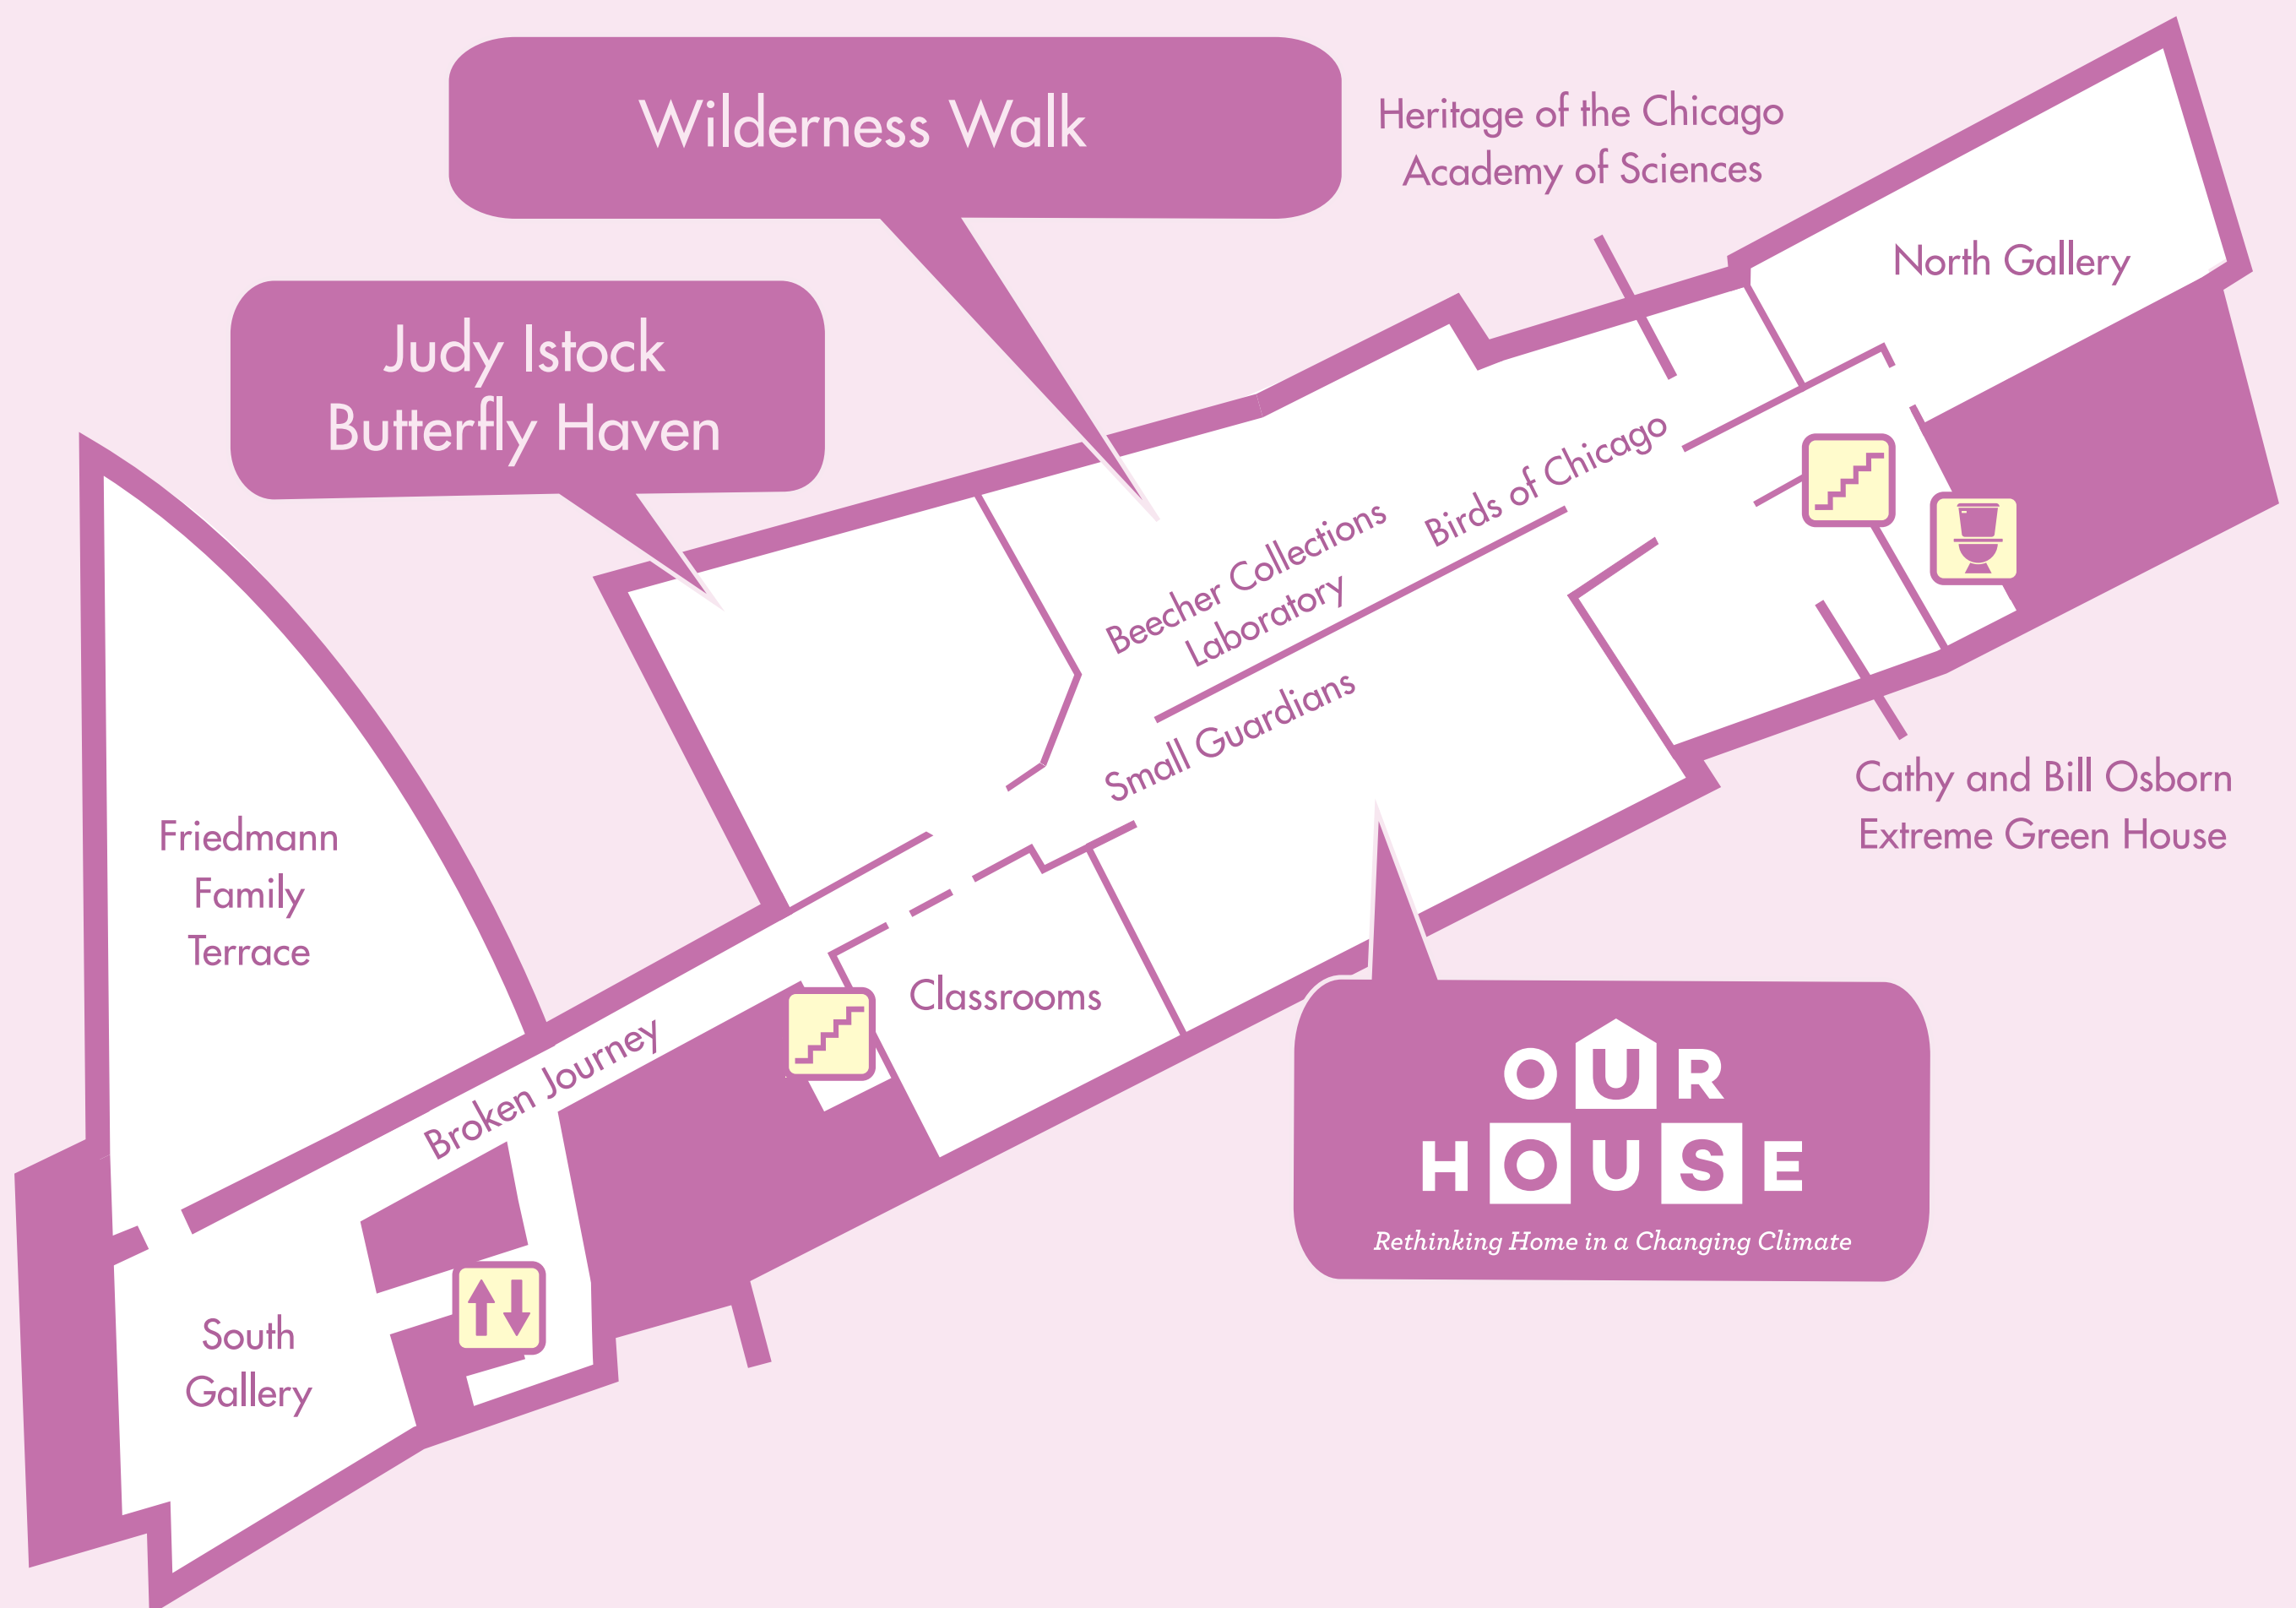 Wilderness Walk
Heritage of the Chicago
Academy of Sciences
North Gallery
Judy Istock
Butterfly Haven
Birds of Chicago
Beecher Collections
Laboratory
Small Guardians
Cathy and Bill Osborn
Extreme Green House
Friedmann
Family
Terrace
Classrooms
Broken Journey
OUR
HOUSE
Rethinking Home in a Changing Climate
South
Gallery